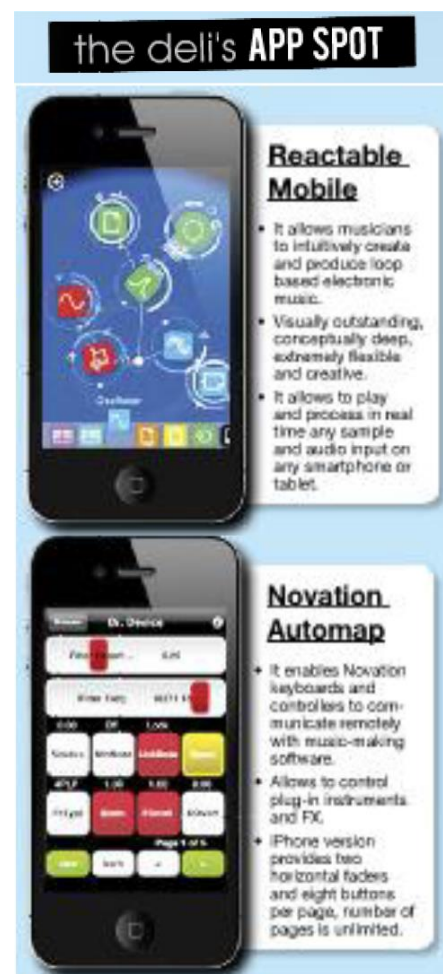 the deli's APP SPOT
Reactable
Mobile
• It allows musicians
to intuitively create
and produce loop
based electronic
music.
• Visually outstanding,
conceptually deep,
extremely flexible
and creative.
• It allows to play
and process in real
time any sample
and audio input on
any smartphone or
tablet.
Oscillator
Novation
Automap
• It enables Novation
keyboards and
controllers to com-
municate remotely
with music-making
software.
• Allows to control
plug-in instruments
and FX.
• iPhone version
provides two
horizontal faders
and eight buttons
per page, number of
pages is unlimited.
Dr. Device
Page 1 of 5